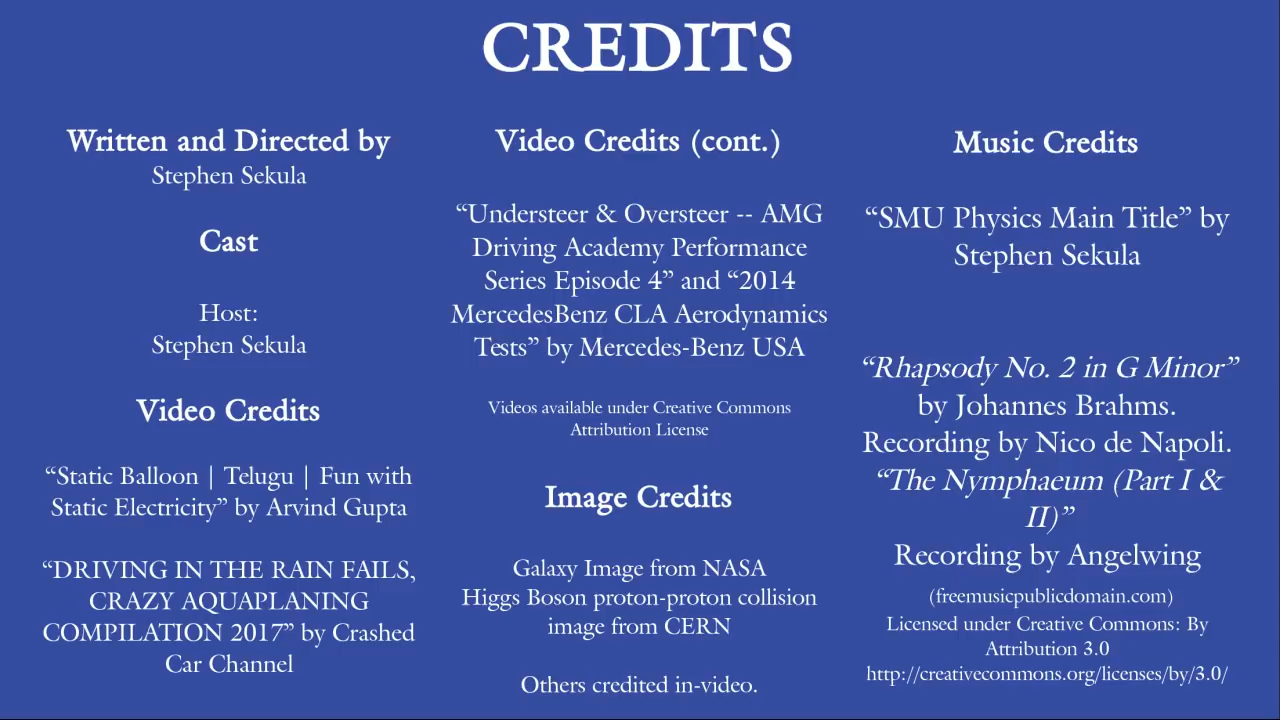 CREDITS
Written and Directed by
Stephen Sekula
Cast
Host:
Stephen Sekula
Video Credits
“Static Balloon | Telugu | Fun with
Static Electricity” by Arvind Gupta
“DRIVING IN THE RAIN FAILS,
CRAZY AQUAPLANING
COMPILATION 2017” by Crashed
Car Channel
Video Credits (cont.)
“Understeer & Oversteer -- AMG
Driving Academy Performance
Series Episode 4” and “2014
MercedesBenz CLA Aerodynamics
Tests” by Mercedes-Benz USA
Videos available under Creative Commons
Attribution License
Image Credits
Galaxy Image from NASA
Higgs Boson proton-proton collision
image from CERN
Others credited in-video.
Music Credits
“SMU Physics Main Title” by
Stephen Sekula
“Rhapsody No. 2 in G Minor”
by Johannes Brahms.
Recording by Nico de Napoli.
“The Nymphaeum (Part I &
II)”
Recording by Angelwing
(freemusicpublicdomain.com)
Licensed under Creative Commons: By
Attribution 3.0
http://creativecommons.org/licenses/by/3.0/